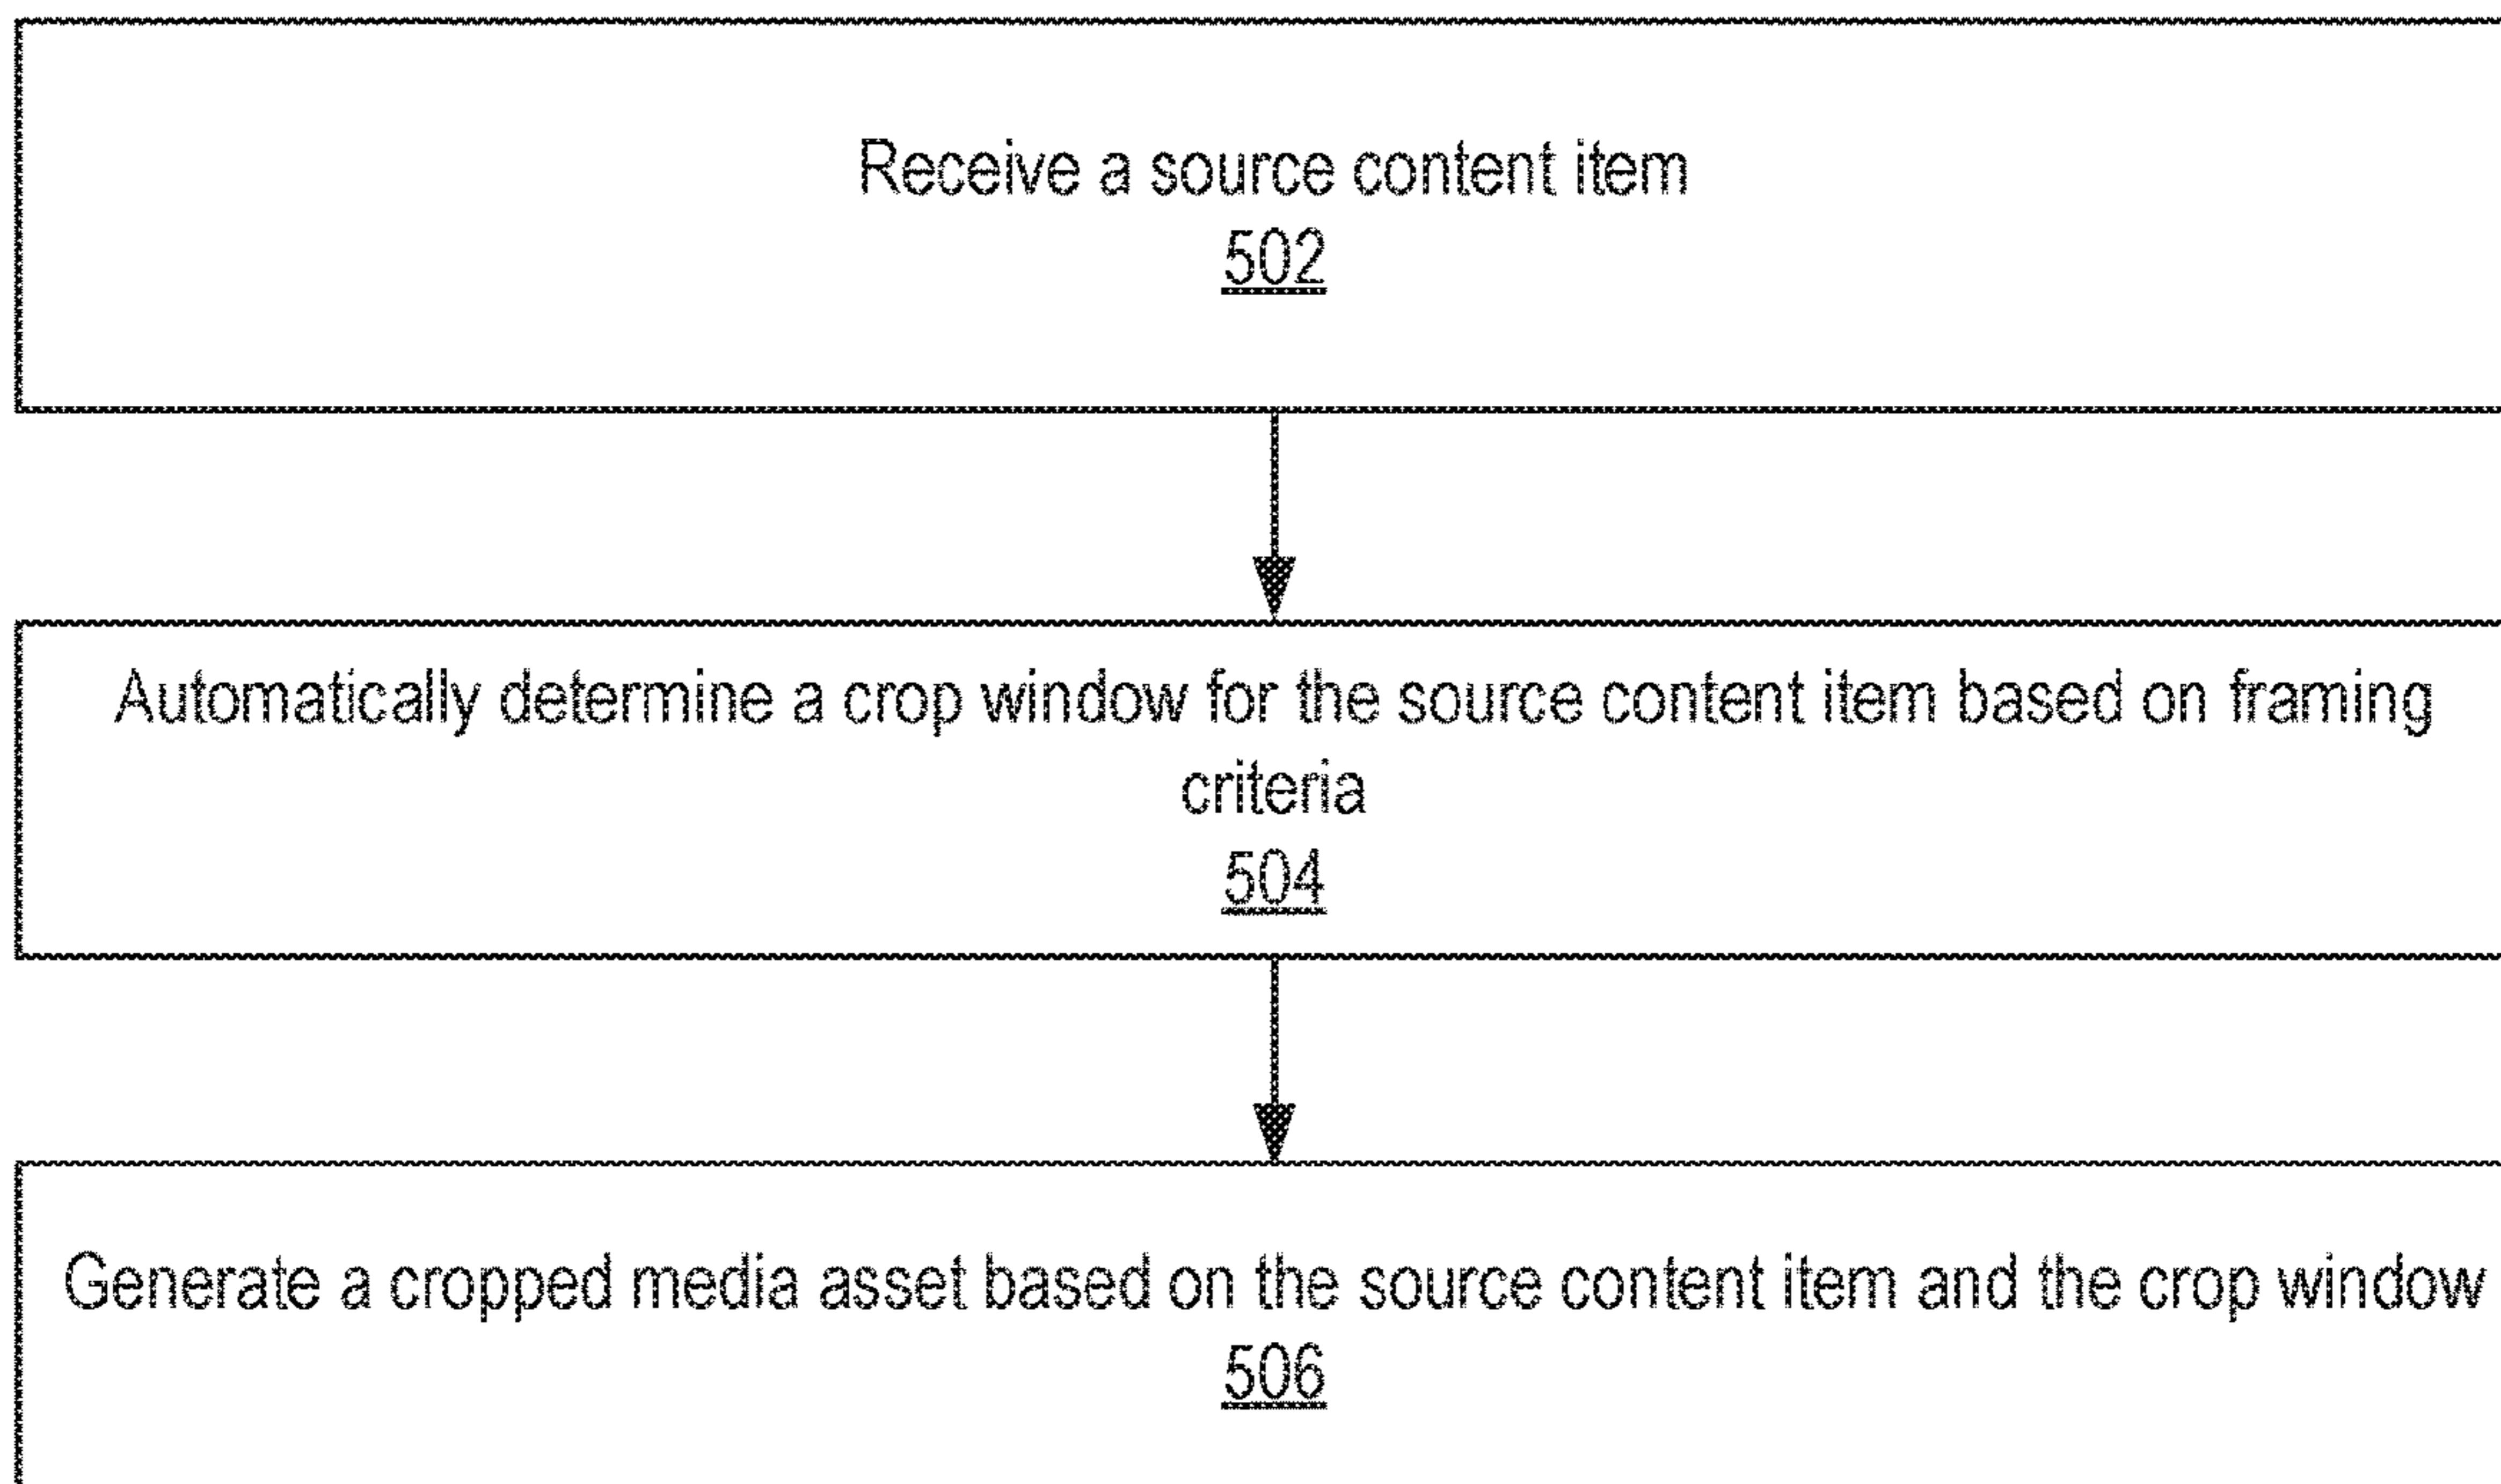 Receive a source content item
502
Automatically determine a crop window for the source content item based on framing
criteria
504
Generate a cropped media asset based on the source content item and the crop window
506